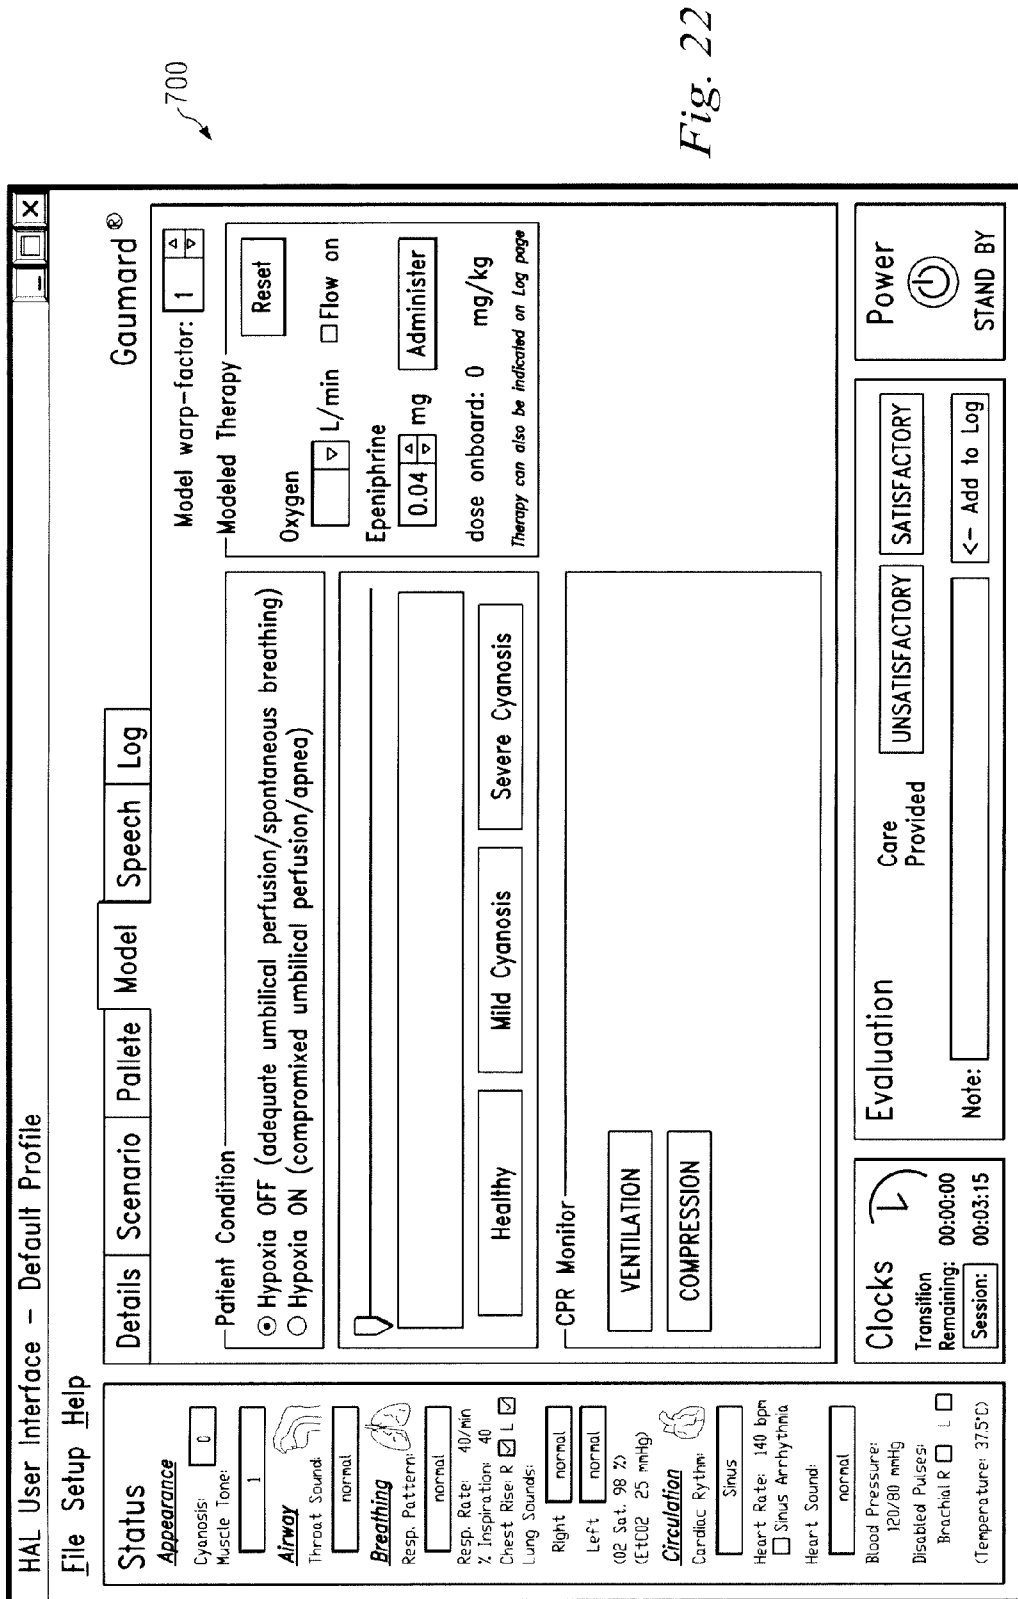 HAL User Interface – Default Profile
File Setup Help
Gaumard®
Status
Appearance
Cyanosis: 0
Muscle Tone:
1
Airway
Throat Sound:
normal
Breathing
Resp. Pattern:
normal
Resp. Rate: 40/min
% Inspiration: 40
Chest Rise: R L
Lung Sounds:
Right normal
Left normal
(O2 Sat. 98 %)
(EtCO2 25 mmHg)
Circulation
Cardiac Rythm:
Sinus
Heart Rate: 140 bpm
Sinus Arrhythmia
Heart Sound:
normal
Blood Pressure:
120/80 mmHg
Disabled Pulses:
Brachial R L
(Temperature: 37.5°C)
Details Scenario Pallete Model Speech Log
Model warp-factor: 1
Patient Condition
Hypoxia OFF (adequate umbilical perfusion/spontaneous breathing)
Hypoxia ON (compromixed umbilical perfusion/apnea)
Healthy Mild Cyanosis Severe Cyanosis
CPR Monitor
VENTILATION
COMPRESSION
Modeled Therapy
Reset
Oxygen
L/min Flow on
Epeniphrine
0.04 mg Administer
dose onboard: 0 mg/kg
Therapy can also be indicated on Log page
Clocks
Transition
Remaining: 00:00:00
Session: 00:03:15
Evaluation
Care
Provided
UNSATISFACTORY SATISFACTORY
Note:
<– Add to Log
Power
STAND BY
700
Fig. 22